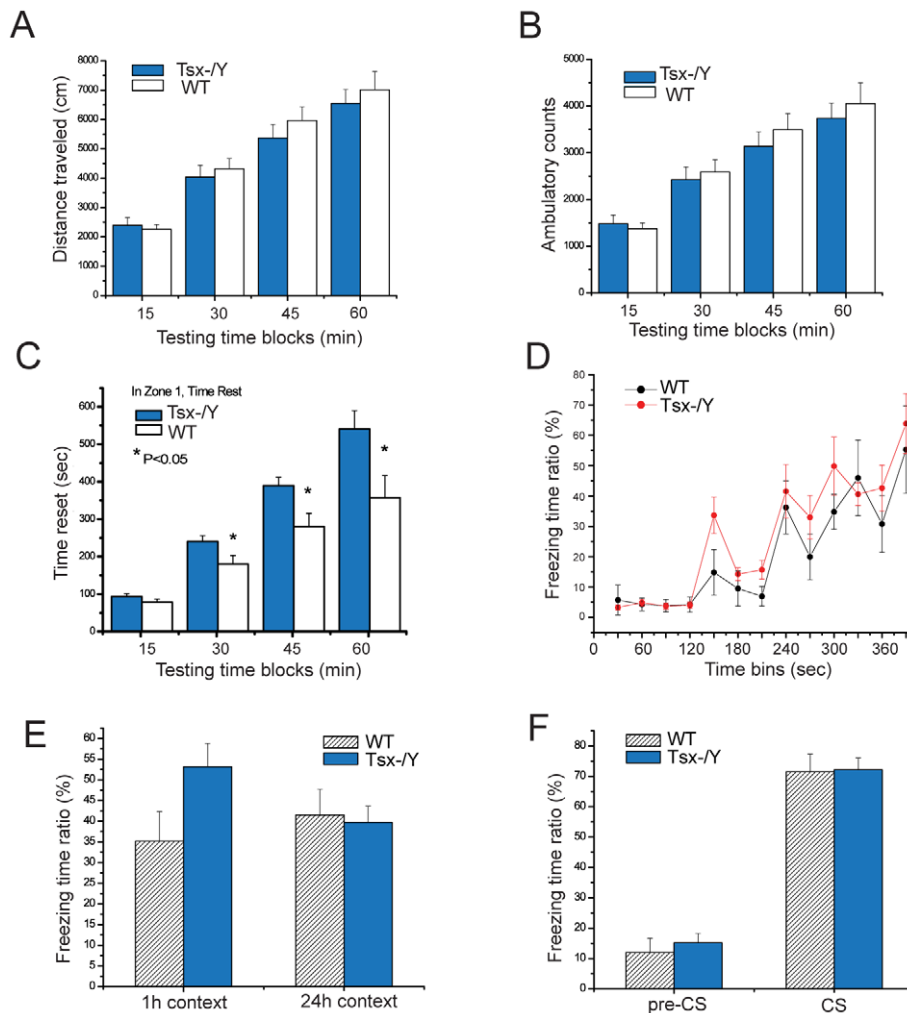 A
Tsx-/Y
WT
Distance traveled (cm)
8000
7000
6000
5000
4000
3000
2000
1000
0
15 30 45 60
Testing time blocks (min)
B
Tsx-/Y
WT
Ambulatory counts
5000
4000
3000
2000
1000
0
15 30 45 60
Testing time blocks (min)
C
In Zone 1, Time Rest
Tsx-/Y
WT
* P<0.05
Time reset (sec)
600
500
400
300
200
100
0
* * *
15 30 45 60
Testing time blocks (min)
D
WT
Tsx-/Y
Freezing time ratio (%)
80
70
60
50
40
30
20
10
0
0 60 120 180 240 300 360
Time bins (sec)
E
WT
Tsx-/Y
Freezing time ratio (%)
60
55
50
45
40
35
30
25
20
15
10
5
0
1h context 24h context
F
WT
Tsx-/Y
Freezing time ratio (%)
80
70
60
50
40
30
20
10
0
pre-CS CS